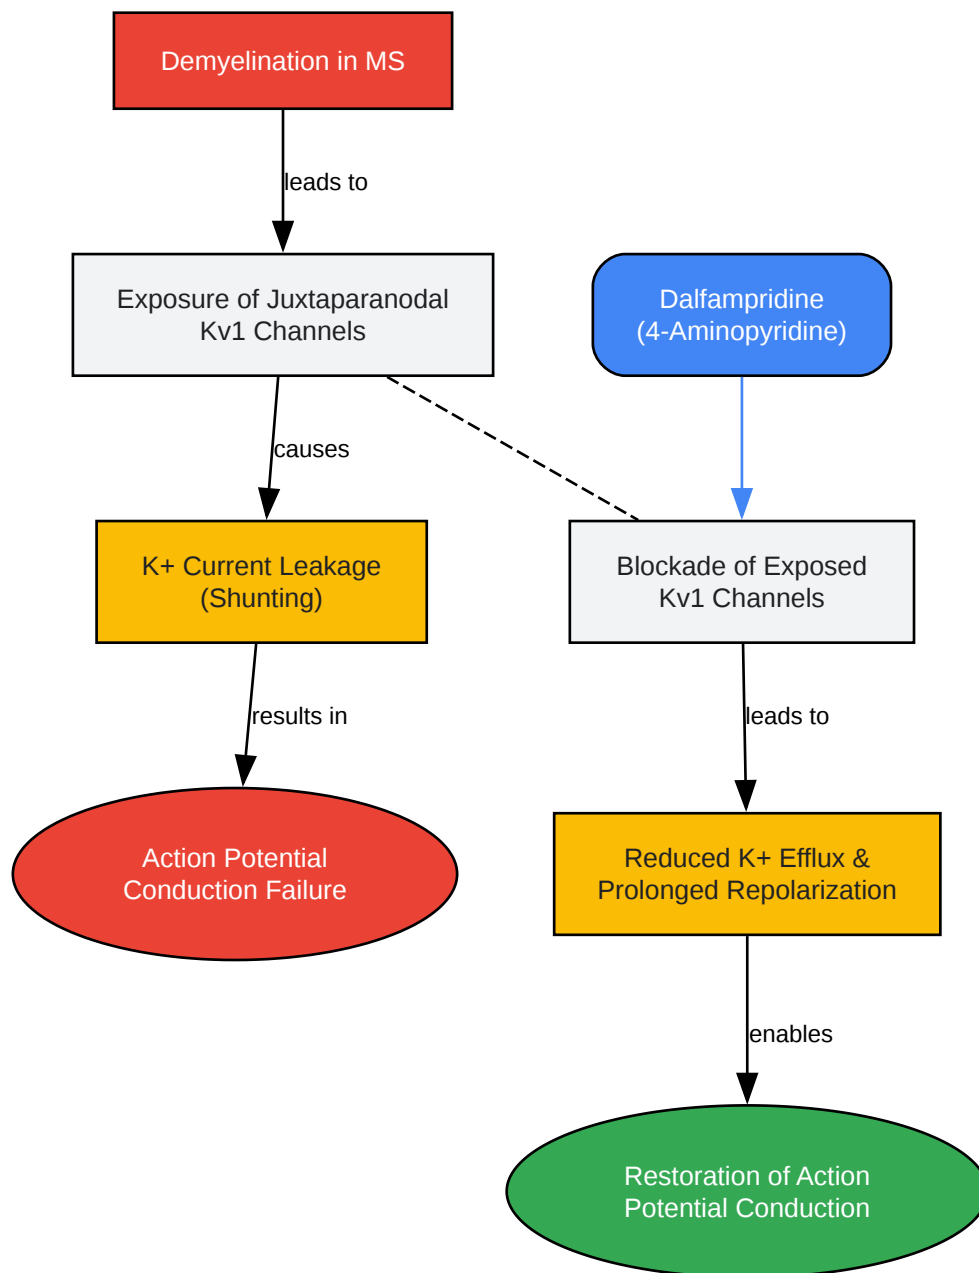 Demyelination in MS
leads to
Exposure of Juxtaparanodal
Kv1 Channels
Dalfampridine
(4-Aminopyridine)
causes
K+ Current Leakage
(Shunting)
Blockade of Exposed
Kv1 Channels
results in
leads to
Action Potential
Conduction Failure
Reduced K+ Efflux &
Prolonged Repolarization
enables
Restoration of Action
Potential Conduction